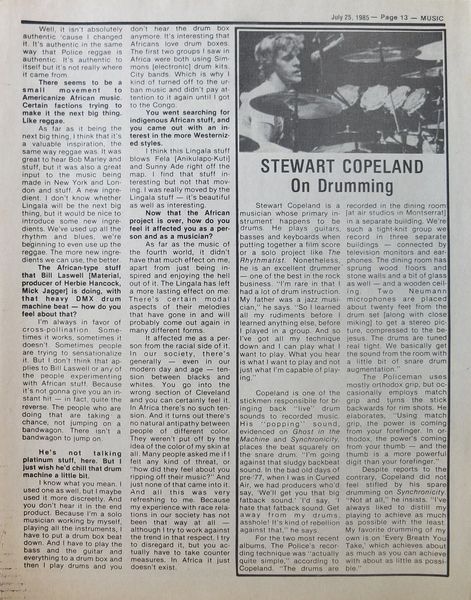 July 25, 1985 — Page 13 — MUSIC
Well, it isn't absolutely
authentic 'cause I changed
it. It's authentic in the same
way that Police reggae is
authentic. It's authentic to
itself but it's not really where
it came from.
There seems to be a
small movement to
Americanize African music.
Certain factions trying to
make it the next big thing.
Like reggae.
As far as it being the
next big thing, I think that it's
a valuable inspiration, the
same way reggae was. It was
great to hear Bob Marley and
stuff, but it was also a great
input to the music being
made in New York and Lon-
don and stuff. A new ingre-
dient. I don't know whether
Lingala will be the next big
thing, but it would be nice to
introduce some new ingre-
dients. We've used up all the
rhythm and blues, we're
beginning to even use up the
reggae. The more new ingre-
dients we can use, the better.
The African-type stuff
that Bill Laswell [Material,
producer of Herbie Hancock,
Mick Jagger] is doing, with
that heavy DMX drum
machine beat — how do you
feel about that?
I'm always in favor of
cross-pollination. Some-
times it works, sometimes it
doesn't. Sometimes people
are trying to sensationalize
it. But I don't think that ap-
plies to Bill Laswell or any of
the people experimenting
with African stuff. Because
it's not gonna give you an in-
stant hit — in fact, quite the
reverse. The people who are
doing that are taking a
chance, not jumping on a
bandwagon. There isn't a
bandwagon to jump on.
He's not talking
platinum stuff, here. But I
just wish he'd chill that drum
machine a little bit.
I know what you mean. I
used one as well, but I maybe
used it more discreetly. And
you don't hear it in the end
product. Because I'm a solo
musician working by myself,
playing all the instruments, I
have to put a drum box beat
down. And I have to play the
bass and the guitar and
everything to a drum box and
then I play drums and you
don't hear the drum box
anymore. It's interesting that
Africans love drum boxes.
The first two groups I saw in
Africa were both using Sim-
mons [electronic] drum kits.
City bands. Which is why I
kind of turned off to the ur-
ban music and didn't pay at-
tention to it again until I got
to the Congo.
You went searching for
indigenous African stuff, and
you came out with an in-
terest in the more Westerniz-
ed styles.
I think this Lingala stuff
blows Fela [Anikulapo-Kuti]
and Sunny Ade right off the
map. I find that stuff in-
teresting but not that mov-
ing. I was really moved by the
Lingala stuff — it's beautiful
as well as interesting.
Now that the African
project is over, how do you
feel it affected you as a per-
son and as a musician?
As far as the music of
the fourth world, it didn't
have that much effect on me,
apart from just being in-
spired and enjoying the hell
out of it. The Lingala has left
a more lasting effect on me.
There's certain modal
aspects of their melodies
that have gone in and will
probably come out again in
many different forms.
It affected me as a per-
son from the racial side of it.
In our society, there's
generally — even in our
modern day and age — ten-
sion between blacks and
whites. You go into the
wrong section of Cleveland
and you can certainly feel it.
In Africa there's no such ten-
sion. And it turns out there's
no natural antipathy between
people of different color.
They weren't put off by the
idea of the color of my skin at
all. Many people asked me if I
felt any kind of threat, or
"how did they feel about you
ripping off their music?" And
just none of that came into it.
And all this was very
refreshing to me. Because
my experience with race rela-
tions in our society has not
been that way at all —
although I try to work against
the trend in that respect, I try
to disregard it, but you ac-
tually have to take counter
measures. In Africa it just
doesn't exist.
STEWART COPELAND
On Drumming
Stewart Copeland is a
musician whose primary in-
strument happens to be
drums. He plays guitars,
basses and keyboards when
putting together a film score
or a solo project like The
Rhythmatist. Nonetheless,
he is an excellent drummer
— one of the best in the rock
business. "I'm rare in that I
had a lot of drum instruction.
My father was a jazz musi-
cian," he says. "So I learned
all my rudiments before I
learned anything else, before
I played in a group. And so
I've got all my technique
down and I can play what I
want to play. What you hear
is what I want to play and not
just what I'm capable of play-
ing."
Copeland is one of the
stickmen responsible for br-
inging back "live" drum
sounds to recorded music.
His "popping" sound,
evidenced on Ghost in the
Machine and Synchronicity,
places the beat squarely on
the snare drum. "I'm going
against that sludgy backbeat
sound. In the bad old days of
pre-'77, when I was in Curved
Air, we had producers who'd
say, 'We'll get you that big
fatback sound.' I'd say, 'I
hate that fatback sound. Get
away from my drums,
asshole!' It's kind of rebellion
against that," he says.
For the two most recent
albums, The Police's recor-
ding technique was "actually
quite simple," according to
Copeland. "The drums are
recorded in the dining room
[at air studios in Montserrat]
in a separate building. We're
such a tight-knit group we
record in three separate
buildings — connected by
television monitors and ear-
phones. The dining room has
sprung wood floors and
stone walls and a bit of glass
as well — and a wooden ceil-
ing. Two Neumann
microphones are placed
about twenty feet from the
drum set [along with close
miking] to get a stereo pic-
ture, compressed to the be-
jesus. The drums are tuned
real tight. We basically get
the sound from the room with
a little bit of snare drum
augmentation."
The Policeman uses
mostly orthodox grip, but oc-
casionally employs match
grip and turns the stick
backwards for rim shots. He
elaborates, "Using match
grip, the power is coming
from your forefinger. In or-
thodox, the power's coming
from your thumb — and the
thumb is a more powerful
digit than your forefinger."
Despite reports to the
contrary, Copeland did not
feel stifled by his spare
drumming on Synchronicity.
"Not at all," he insists. "I've
always liked to distill my
playing to achieve as much
as possible with the least.
My favorite drumming of my
own is on 'Every Breath You
Take,' which achieves about
as much as you can achieve
with about as little as possi-
ble."